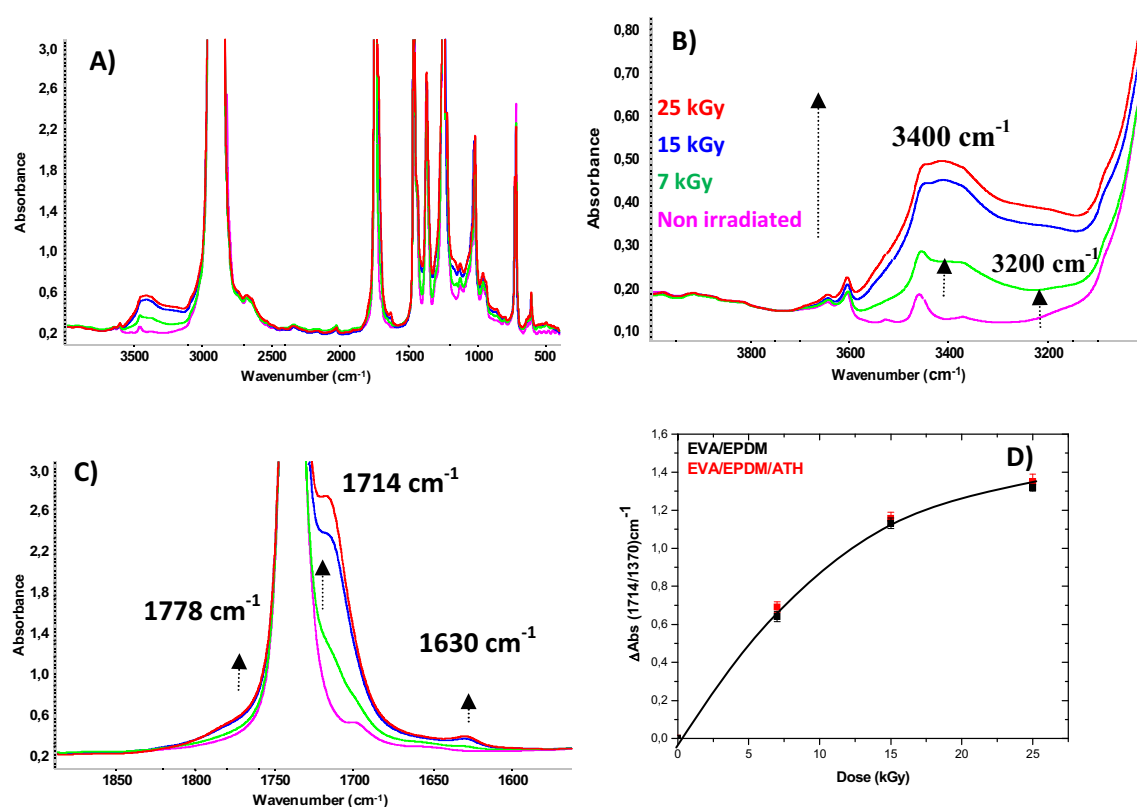 A)
3,0
2,6
2,2
1,8
1,4
1,0
0,6
0,2
Absorbance
3500 3000 2500 2000 1500 1000 500
Wavenumber (cm-1)
B)
0,80
0,70
0,60
0,50
0,40
0,30
0,20
0,10
Absorbance
25 kGy
15 kGy
7 kGy
Non irradiated
3400 cm-1
3200 cm-1
3800 3600 3400 3200
Wavenumber (cm-1)
C)
3,0
2,6
2,2
1,8
1,4
1,0
0,6
0,2
Absorbance
1714 cm-1
1778 cm-1
1630 cm-1
1850 1800 1750 1700 1650 1600
Wavenumber (cm-1)
D)
EVA/EPDM
EVA/EPDM/ATH
1,6
1,4
1,2
1,0
0,8
0,6
0,4
0,2
0,0
ΔAbs (1714/1370)cm-1
0 5 10 15 20 25
Dose (kGy)